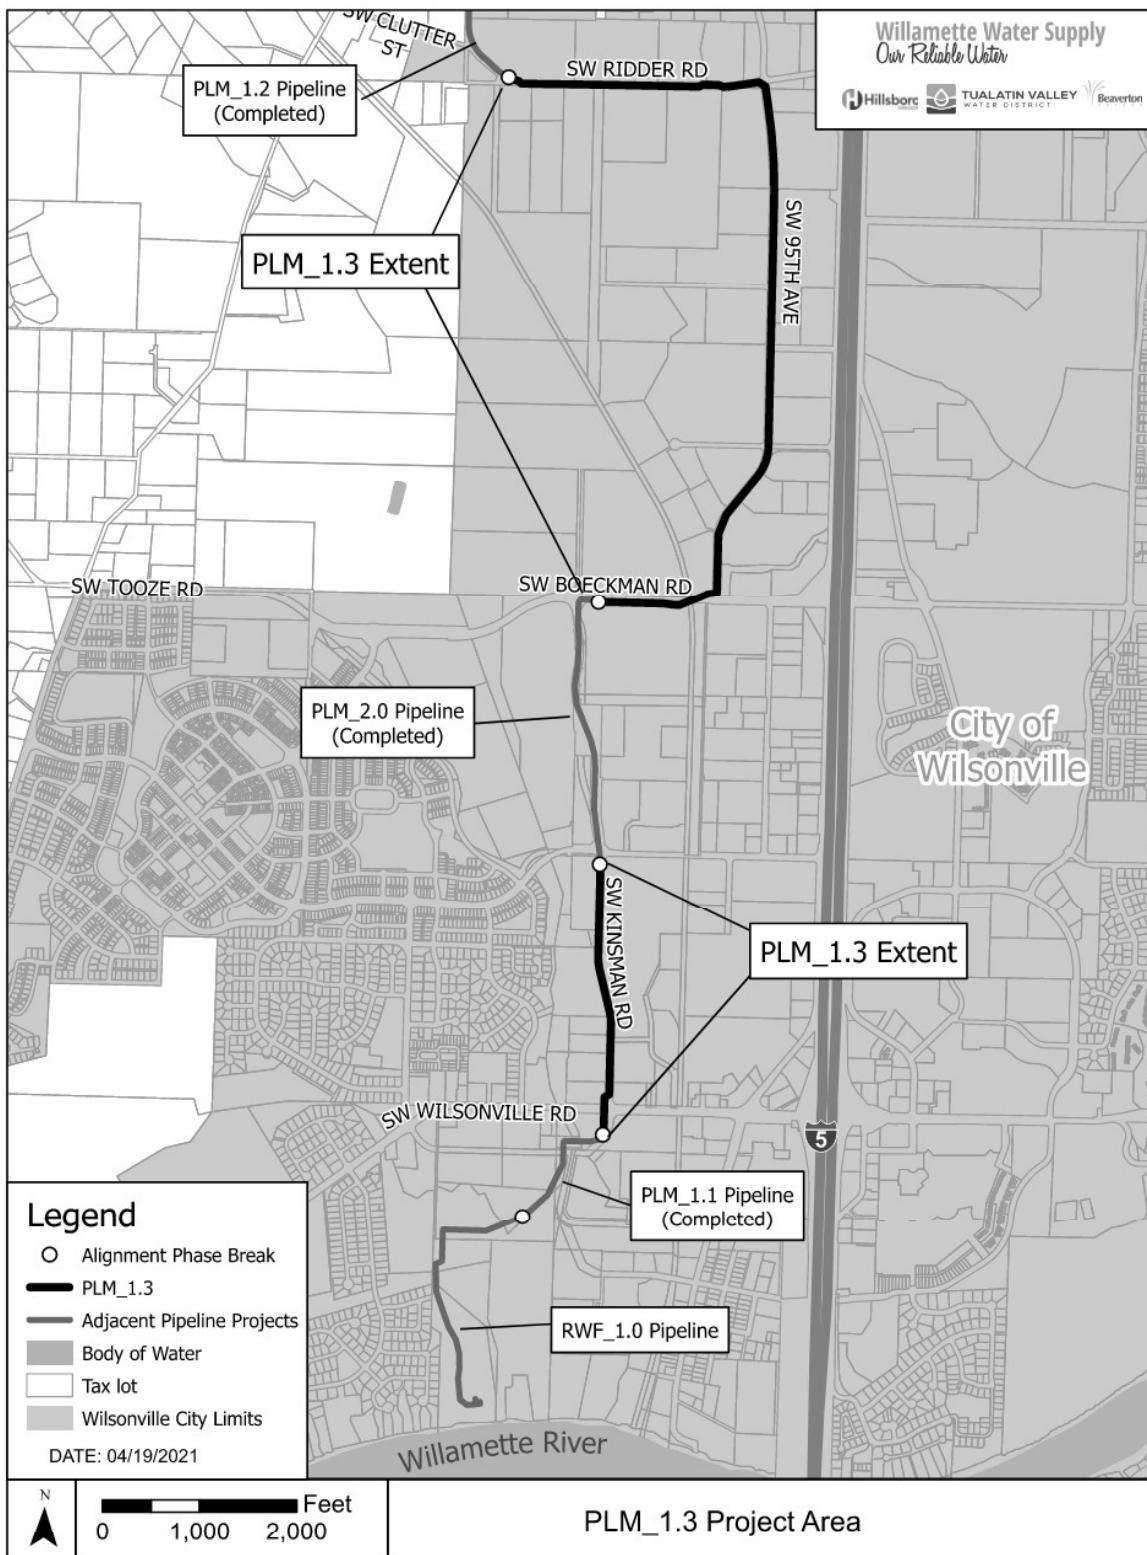 SW CLUTTER
ST
Willamette Water Supply
Our Reliable Water
Hillsboro
TUALATIN VALLEY
WATER DISTRICT
Beaverton
PLM_1.2 Pipeline
(Completed)
SW RIDDER RD
SW 95TH AVE
PLM_1.3 Extent
SW TOOZE RD
SW BOECKMAN RD
PLM_2.0 Pipeline
(Completed)
City of
Wilsonville
SW KINSMAN RD
PLM_1.3 Extent
SW WILSONVILLE RD
5
PLM_1.1 Pipeline
(Completed)
RWF_1.0 Pipeline
Willamette River
Legend
Alignment Phase Break
PLM_1.3
Adjacent Pipeline Projects
Body of Water
Tax lot
Wilsonville City Limits
DATE: 04/19/2021
N
Feet
0 1,000 2,000
PLM_1.3 Project Area